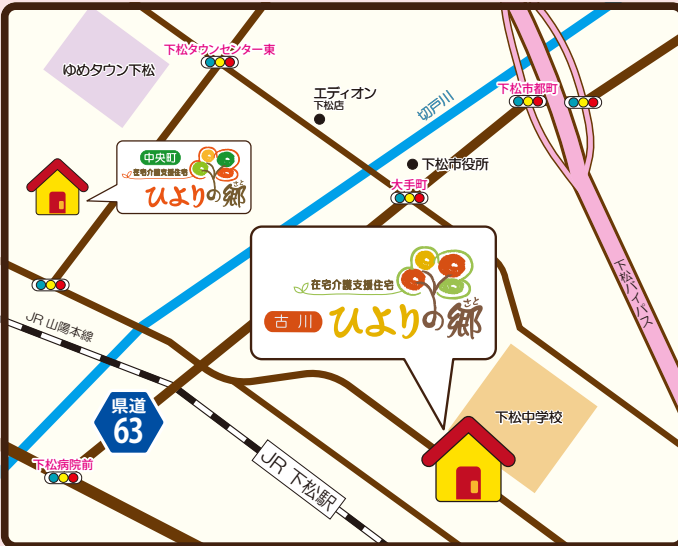 下松タウンセンター東
ゆめタウン下松
エディオン
下松店
切戸川
下松市都町
中央町
在宅介護支援住宅
ひよりの郷
さと
下松市役所
大手町
下松バイパス
在宅介護支援住宅
古川
ひよりの郷
さと
JR 山陽本線
県道
63
下松中学校
下松病院前
JR 下松駅